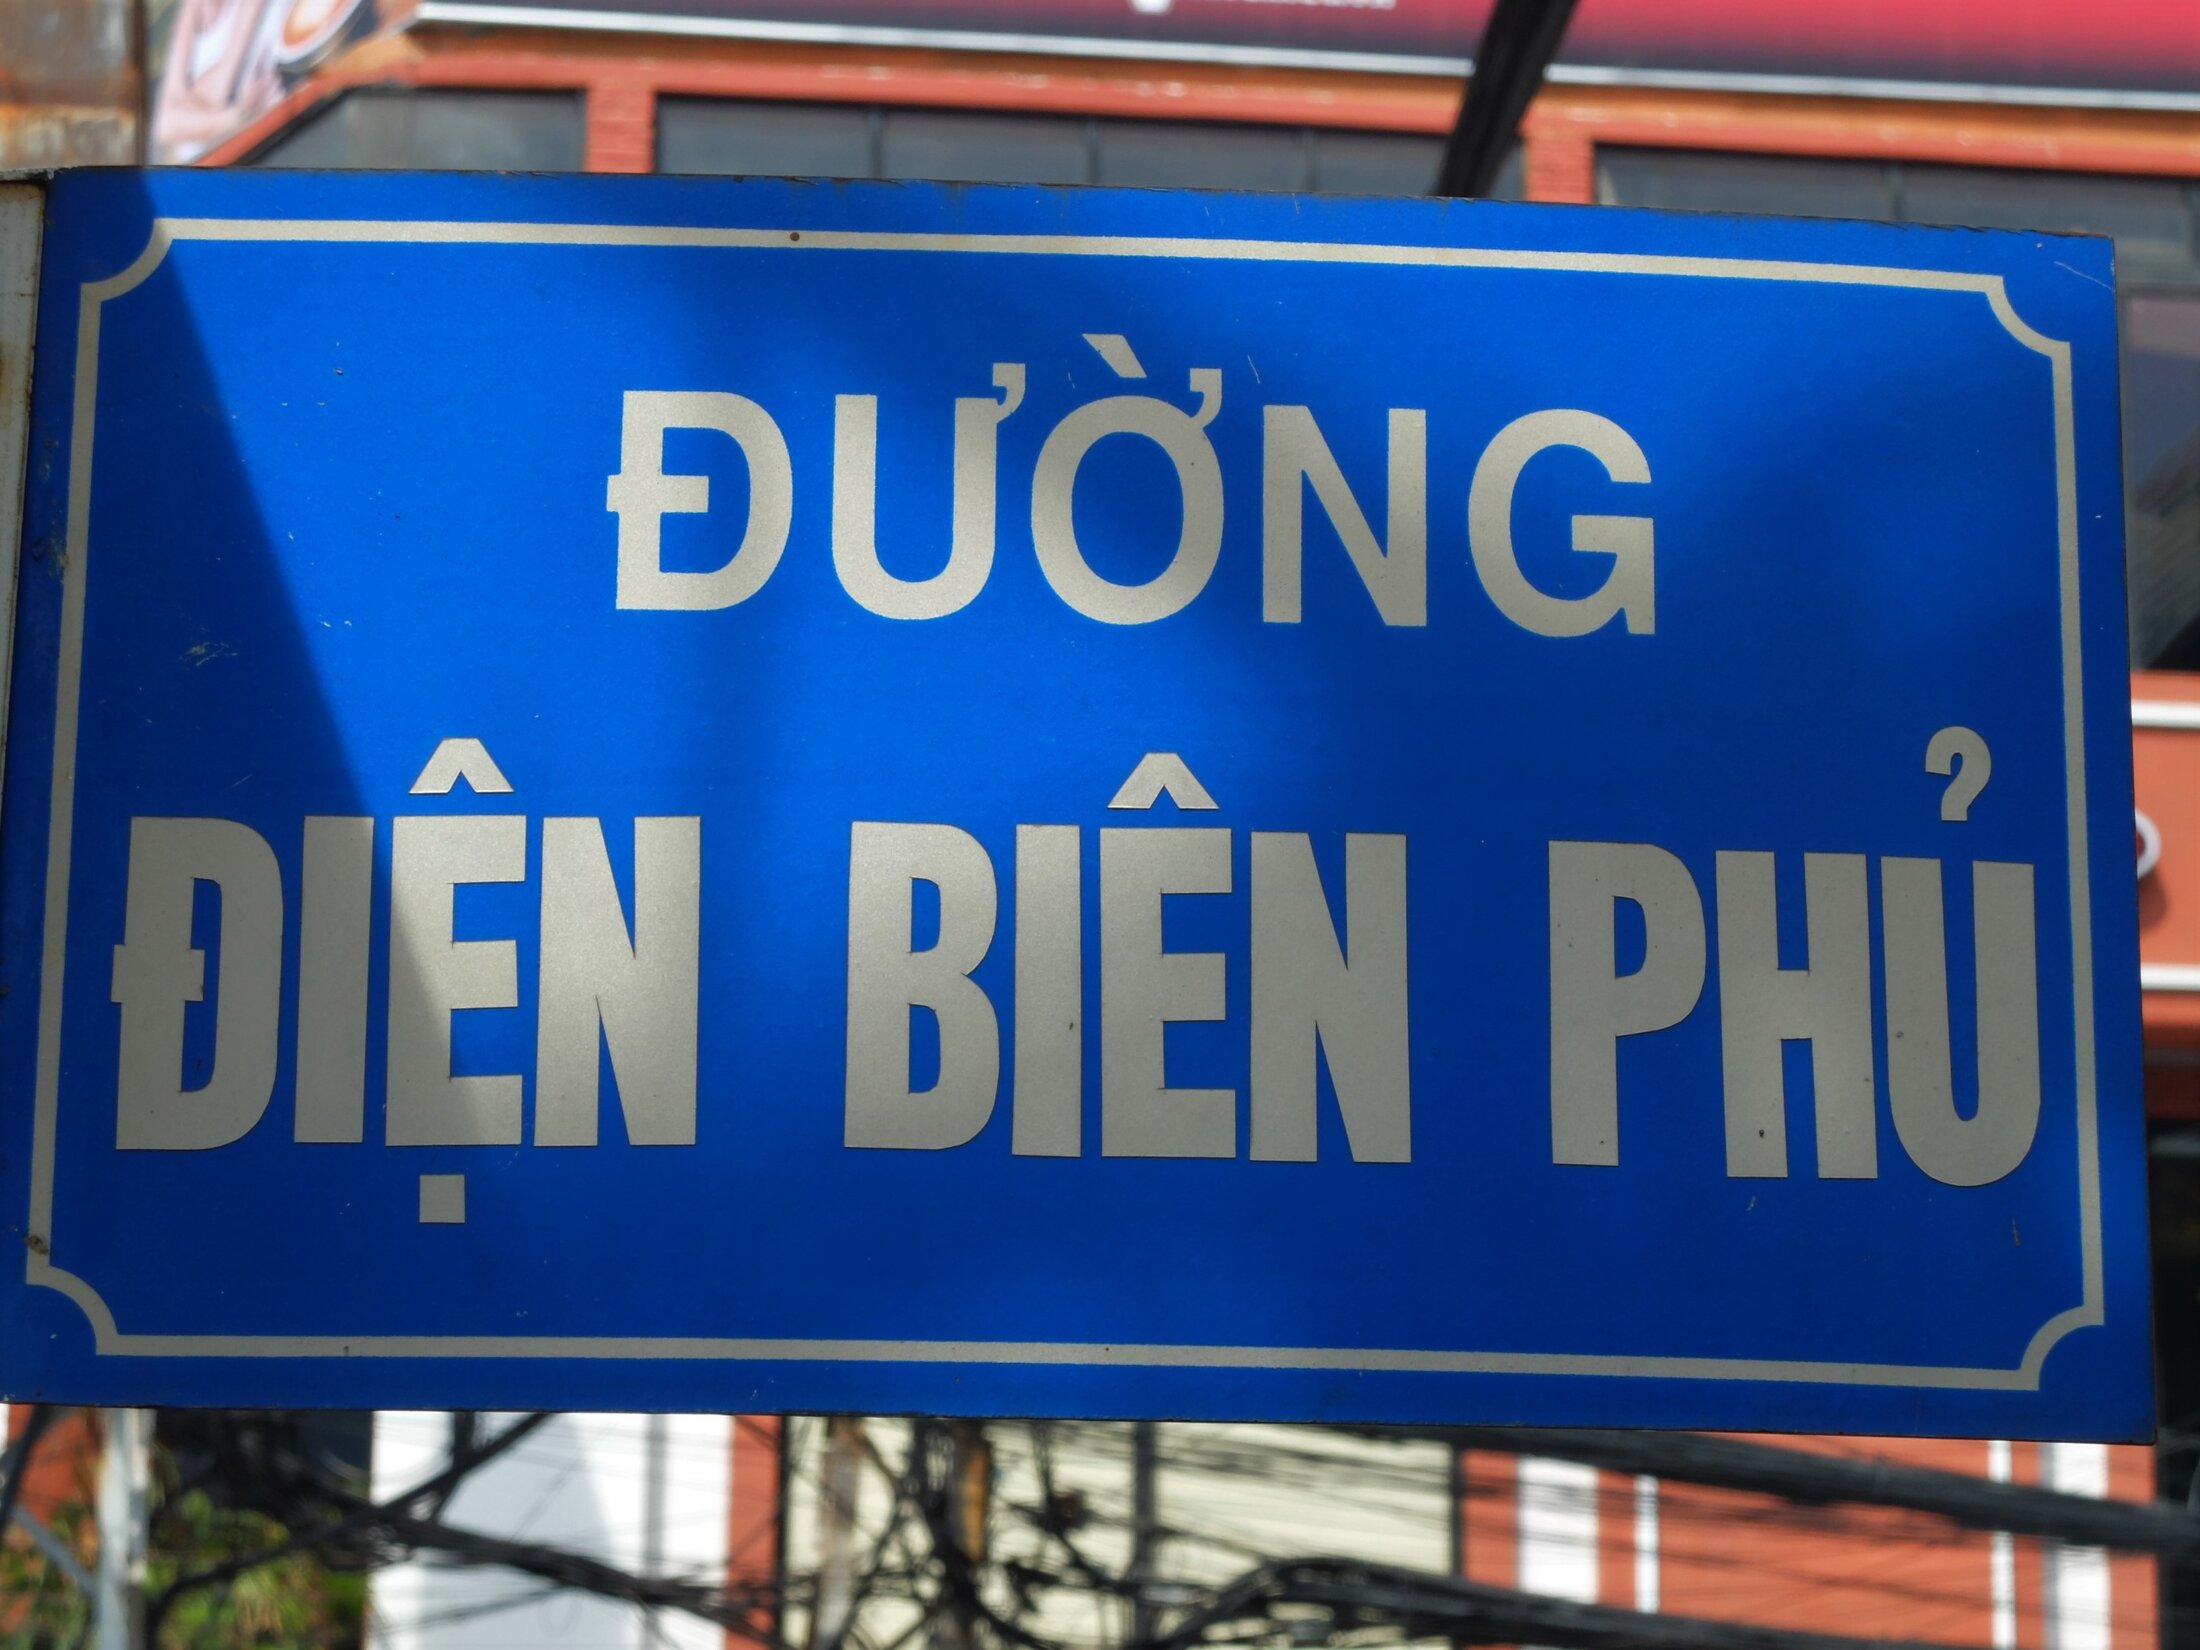 ĐƯỜNG
ĐIỆN BIÊN PHỦ